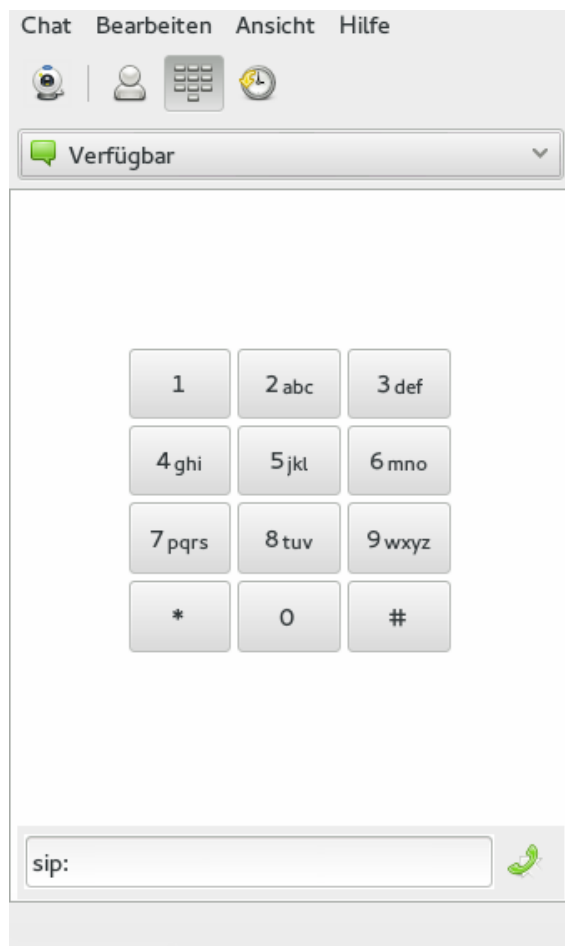 Chat Bearbeiten Ansicht Hilfe
Verfügbar
1 2 abc 3 def
4 ghi 5 jkl 6 mno
7 pqrs 8 tuv 9 wxyz
* 0 #
sip: